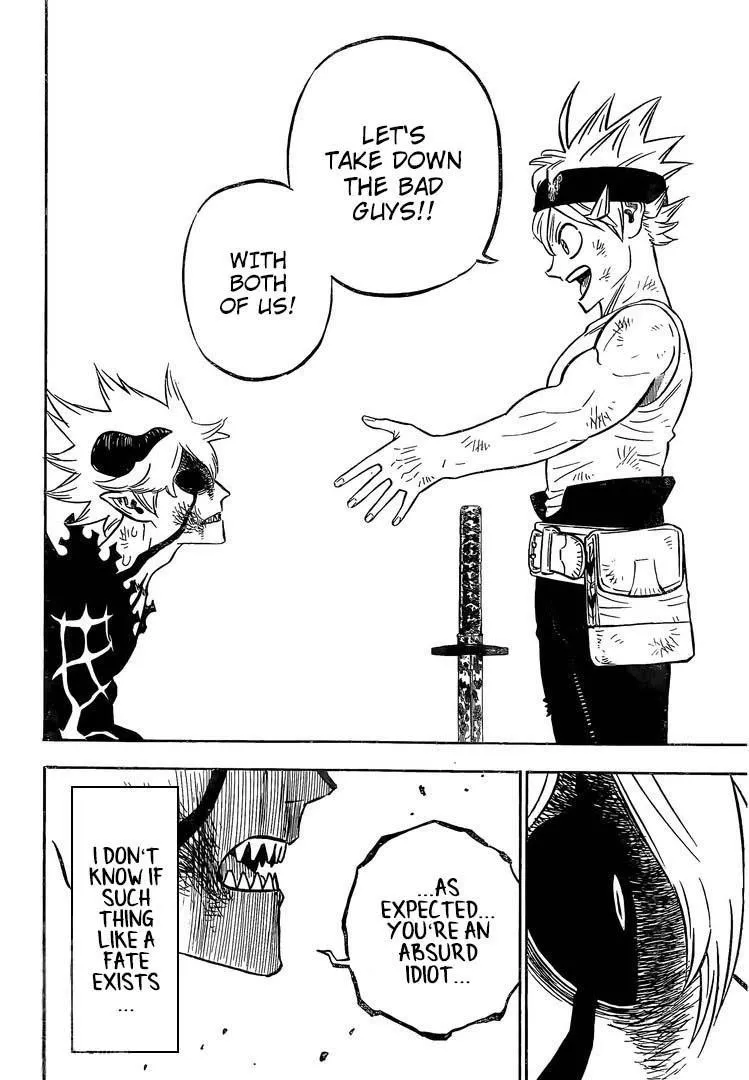 LET'S
TAKE DOWN
THE BAD
GUYS!!
WITH
BOTH
OF US!
I DON'T
KNOW IF
SUCH
THING
LIKE A
FATE
EXISTS
...
...AS
EXPECTED...
YOU'RE AN
ABSURD
IDIOT...